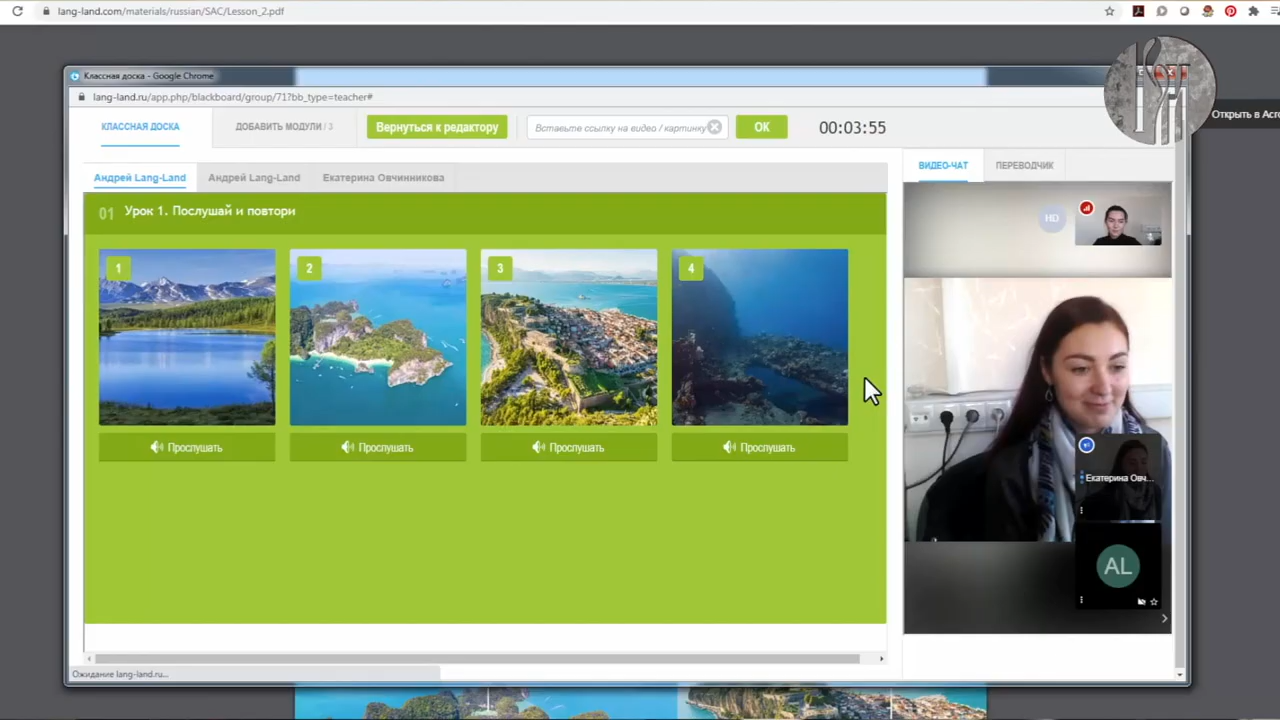 lang-land.com/materials/russian/SAC/Lesson_2.pdf
Классная доска - Google Chrome
lang-land.ru/app.php/blackboard/group/71?bb_type=teacher#
Открыть в Acro
КЛАССНАЯ ДОСКА
ДОБАВИТЬ МОДУЛИ / 3
Вернуться к редактору
Вставьте ссылку на видео / картинку
OK
00:03:55
Андрей Lang-Land
Андрей Lang-Land
Екатерина Овчинникова
ВИДЕО-ЧАТ
ПЕРЕВОДЧИК
01 Урок 1. Послушай и повтори
HD
1
2
3
4
Прослушать
Прослушать
Прослушать
Прослушать
Екатерина Овч...
AL
Ожидание lang-land.ru...